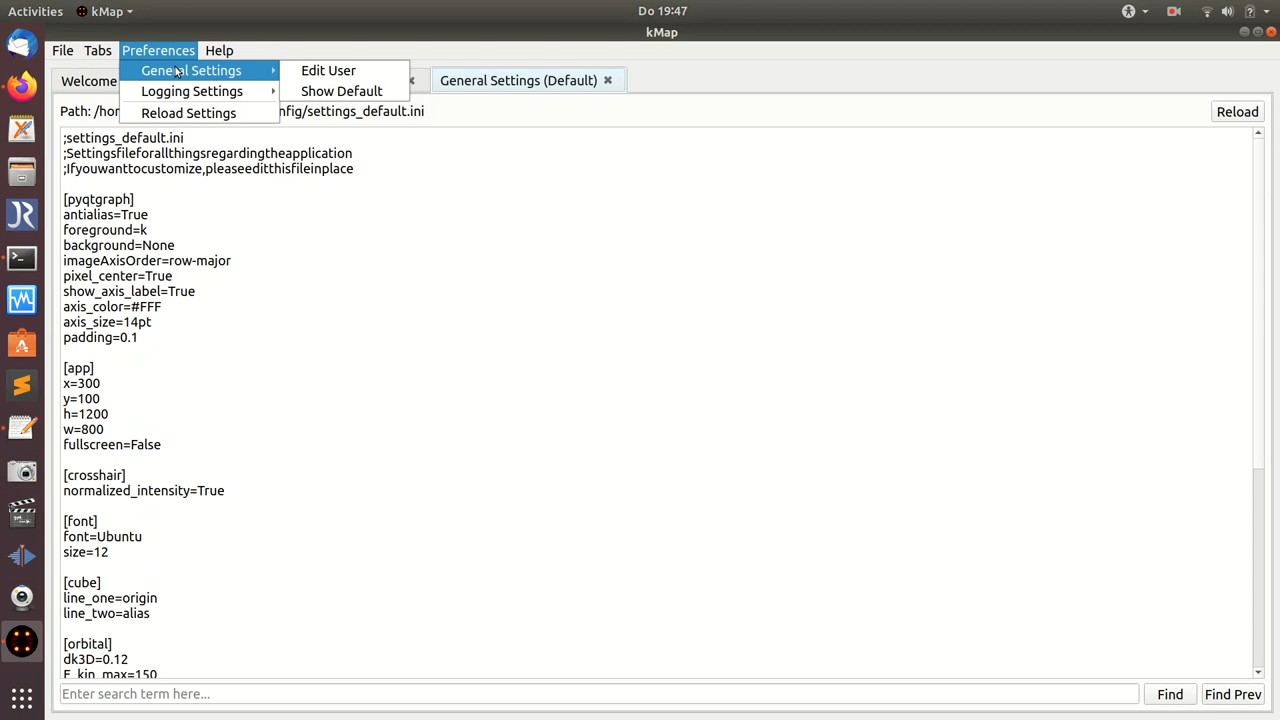 Activities
kMap
Do 19:47
kMap
File
Tabs
Preferences
Help
General Settings
Edit User
Show Default
Logging Settings
Reload Settings
Welcome
General Settings (Default)
Path: /hor
nfig/settings_default.ini
Reload
;settings_default.ini
;Settingsfileforallthingsregardingtheapplication
;Ifyouwanttocustomize,pleaseeditthisfileinplace
[pyqtgraph]
antialias=True
foreground=k
background=None
imageAxisOrder=row-major
pixel_center=True
show_axis_label=True
axis_color=#FFF
axis_size=14pt
padding=0.1
[app]
x=300
y=100
h=1200
w=800
fullscreen=False
[crosshair]
normalized_intensity=True
[font]
font=Ubuntu
size=12
[cube]
line_one=origin
line_two=alias
[orbital]
dk3D=0.12
E_kin_max=150
Enter search term here...
Find
Find Prev